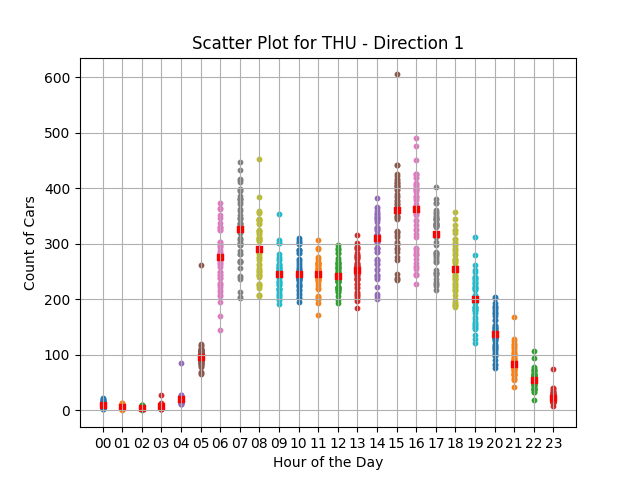 Scatter Plot for THU - Direction 1
600
500
400
300
200
100
0
Count of Cars
00 01 02 03 04 05 06 07 08 09 10 11 12 13 14 15 16 17 18 19 20 21 22 23
Hour of the Day